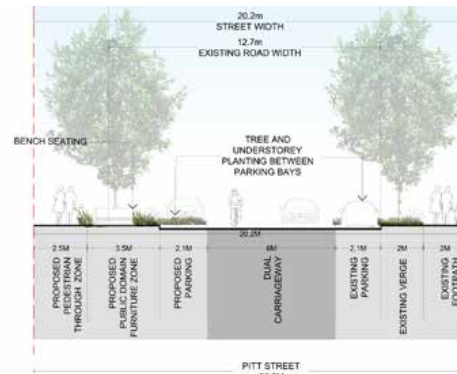 20.2m
STREET WIDTH
12.7m
EXISTING ROAD WIDTH
BENCH SEATING
TREE AND
UNDERSTOREY
PLANTING BETWEEN
PARKING BAYS
20.2M
2.5M
3.5M
2.1M
6M
2.1M
2M
2M
PROPOSED
PEDESTRIAN
THROUGH ZONE
PROPOSED
PUBLIC DOMAIN
FURNITURE ZONE
PROPOSED
PARKING
DUAL
CARRIAGEWAY
EXISTING
PARKING
EXISTING VERGE
EXISTING
FOOTPATH
PITT STREET